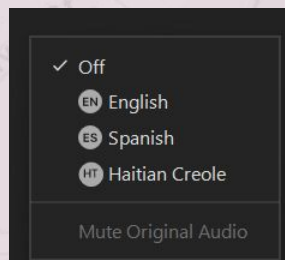 Off
EN English
ES Spanish
HT Haitian Creole
Mute Original Audio